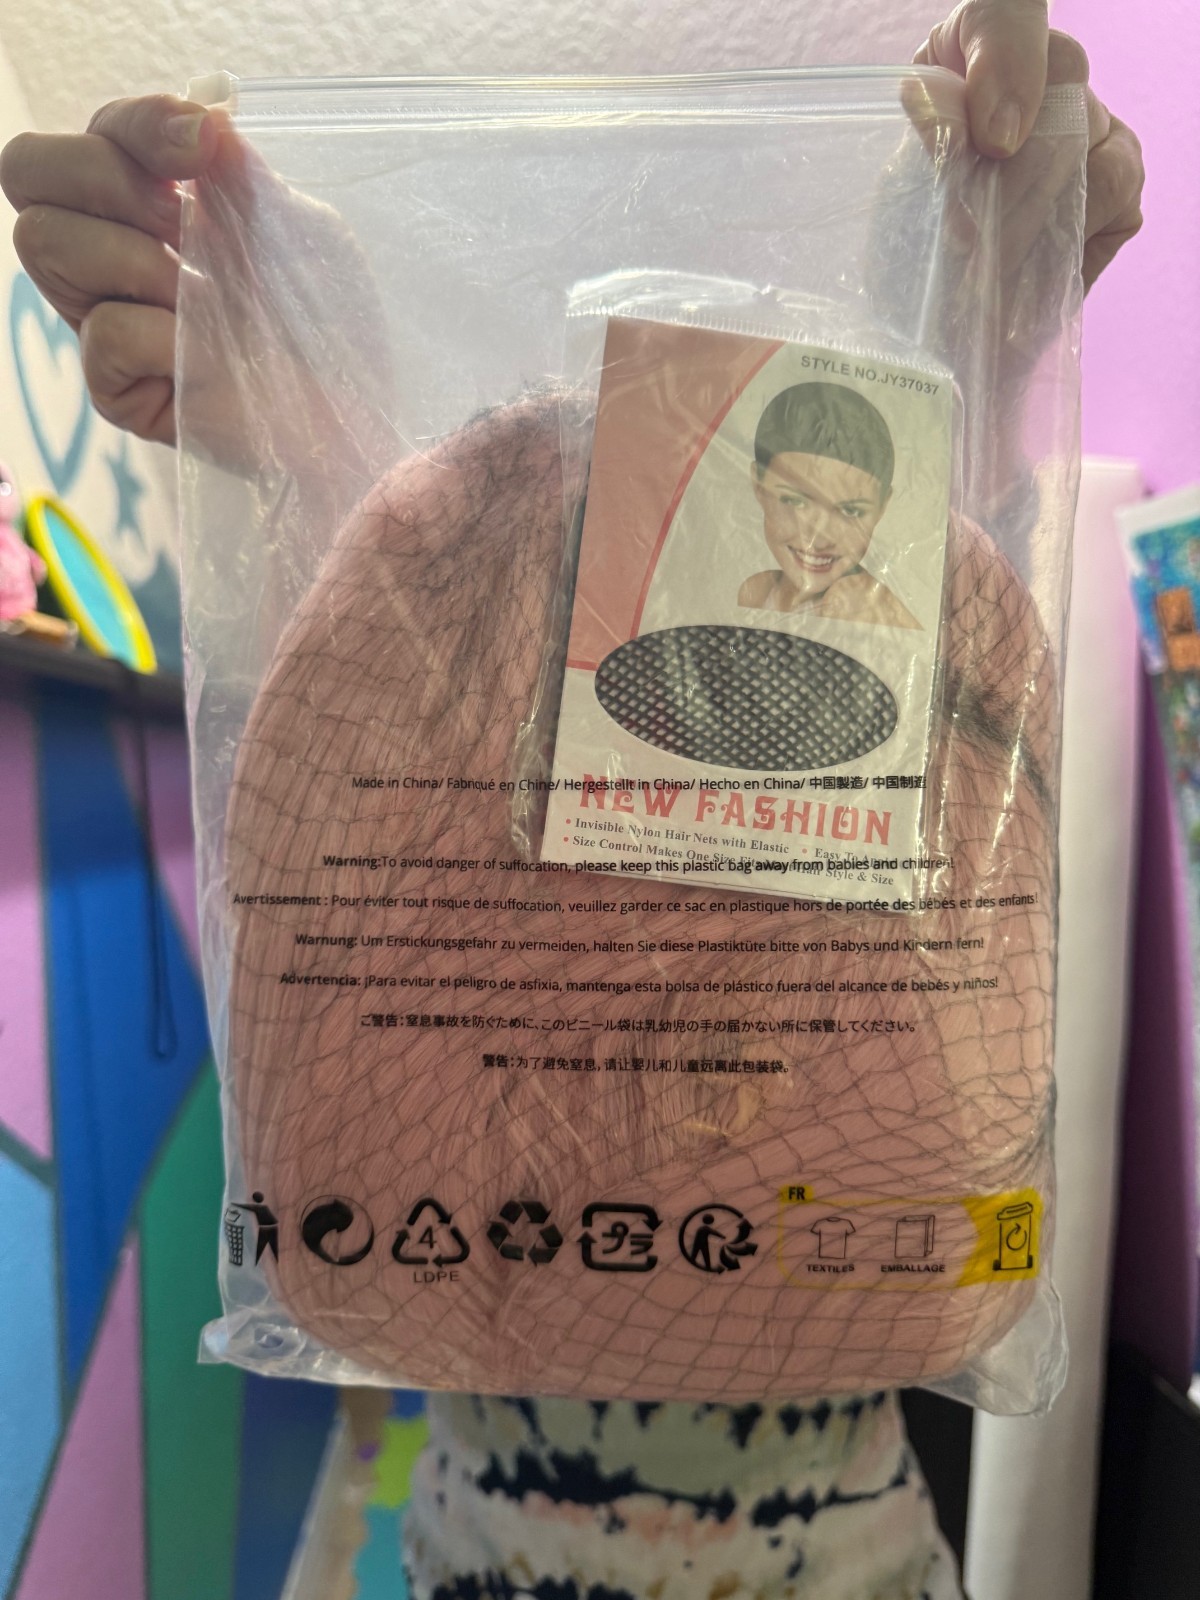 STYLE NO.JY37037
Made in China/ Fabriqué en Chine/ Hergestellt in China/ Hecho en China/ 中国製造/ 中国制造
NEW FASHION
• Invisible Nylon Hair Nets with Elastic • Easy To
• Size Control Makes One Size Style & Size
Warning:To avoid danger of suffocation, please keep this plastic bag away from babies and children!
Avertissement : Pour éviter tout risque de suffocation, veuillez garder ce sac en plastique hors de portée des bébés et des enfants!
Warnung: Um Erstickungsgefahr zu vermeiden, halten Sie diese Plastiktüte bitte von Babys und Kindern fern!
Advertencia: ¡Para evitar el peligro de asfixia, mantenga esta bolsa de plástico fuera del alcance de bebés y niños!
ご警告：窒息事故を防ぐために、このビニール袋は乳幼児の手の届かない所に保管してください。
警告：为了避免窒息，请让婴儿和儿童远离此包装袋。
FR
4
プラ
LDPE
TEXTILES
EMBALLAGE